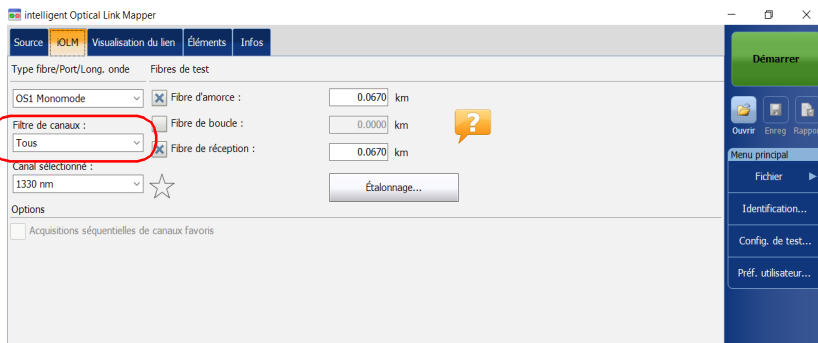 intelligent Optical Link Mapper
Source iOLM Visualisation du lien Éléments Infos
Type fibre/Port/Long. onde Fibres de test
OS1 Monomode
Fibre d'amorce : 0.0670 km
Filtre de canaux :
Fibre de boucle : 0.0000 km
Tous
Fibre de réception : 0.0670 km
Canal sélectionné :
1330 nm
Étalonnage...
Options
Acquisitions séquentielles de canaux favoris
?
Démarrer
Ouvrir Enreg Rappor
Menu principal
Fichier
Identification...
Config. de test...
Préf. utilisateur...